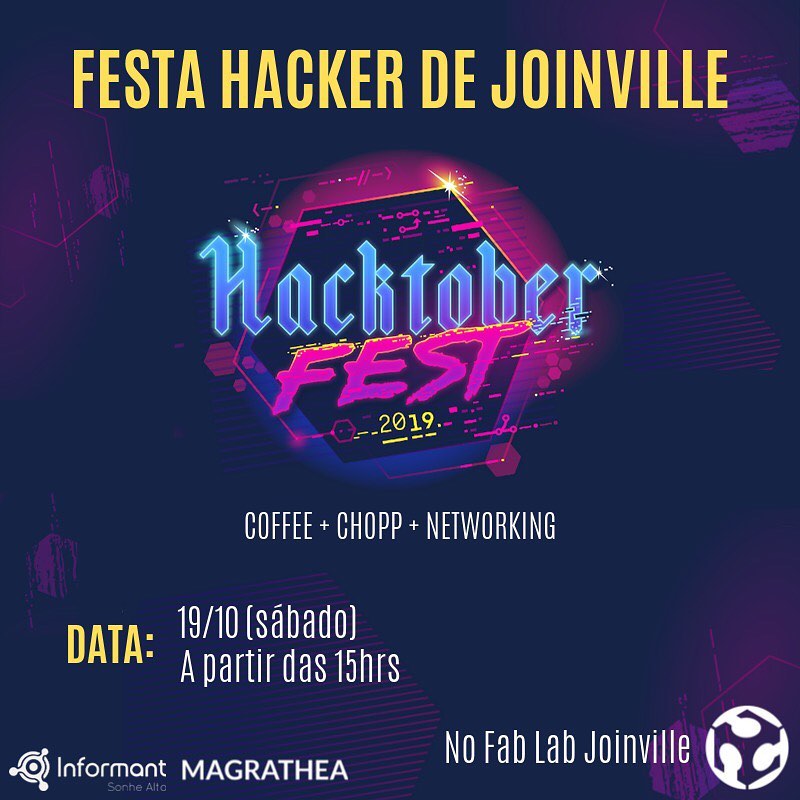 FESTA HACKER DE JOINVILLE
Hacktober
FEST
2019.
COFFEE + CHOPP + NETWORKING
DATA:
19/10 (sábado)
A partir das 15hrs
No Fab Lab Joinville
Informant
Sonhe Alto
MAGRATHEA